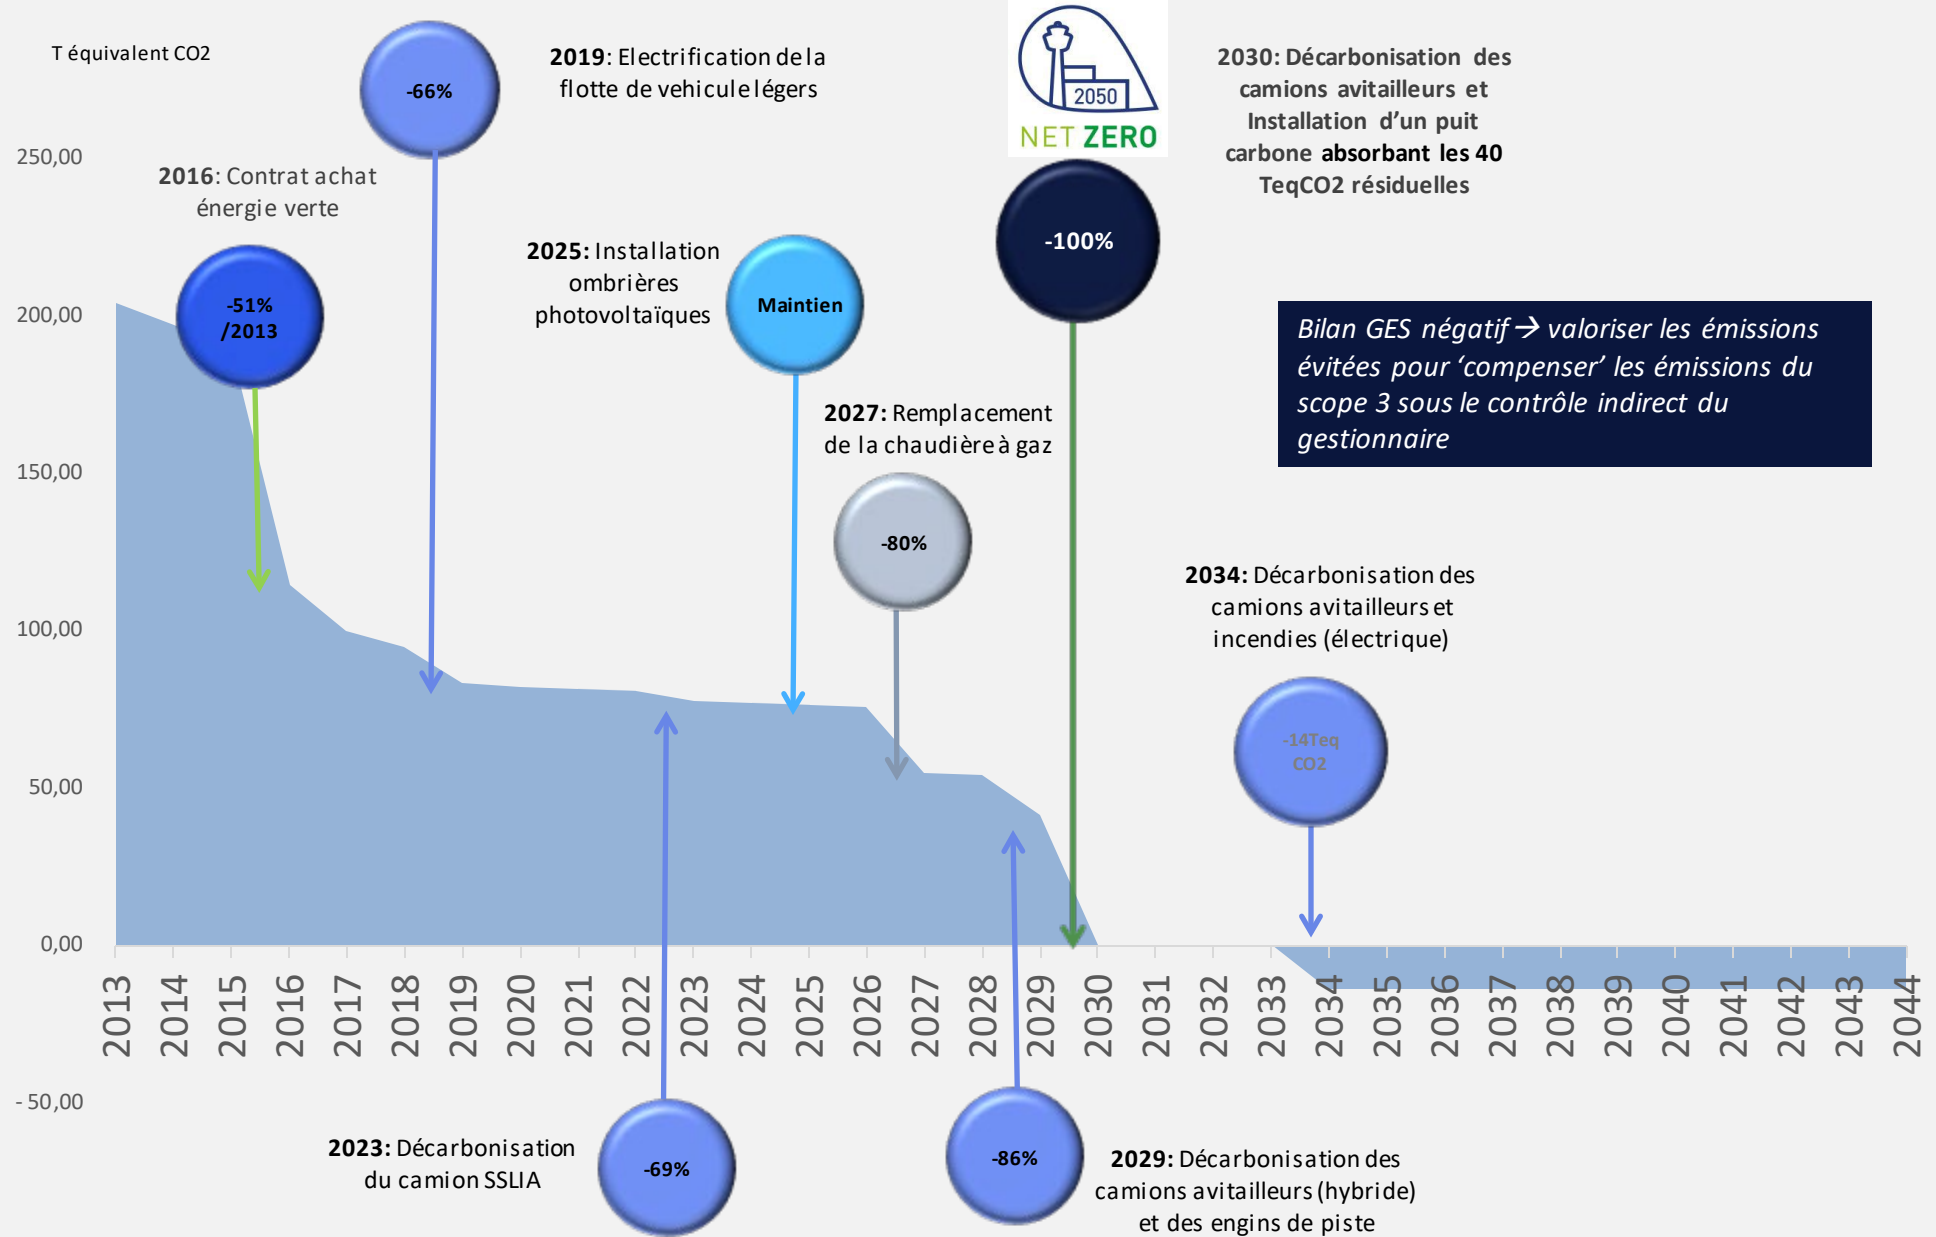 T équivalent CO2
-66%
2019: Electrification de la
flotte de vehicule légers
2050
NET ZERO
2030: Décarbonisation des
camions avitailleurs et
Installation d’un puit
carbone absorbant les 40
TeqCO2 résiduelles
250,00
200,00
150,00
100,00
50,00
0,00
- 50,00
2016: Contrat achat
énergie verte
-51%
/2013
2025: Installation
ombrières
photovoltaïques
Maintien
-100%
Bilan GES négatif → valoriser les émissions
évitées pour ‘compenser’ les émissions du
scope 3 sous le contrôle indirect du
gestionnaire
2027: Remplacement
de la chaudière à gaz
-80%
2034: Décarbonisation des
camions avitailleurs et
incendies (électrique)
-14Teq
CO2
2013
2014
2015
2016
2017
2018
2019
2020
2021
2022
2023
2024
2025
2026
2027
2028
2029
2030
2031
2032
2033
2034
2035
2036
2037
2038
2039
2040
2041
2042
2043
2044
2023: Décarbonisation
du camion SSLIA
-69%
-86%
2029: Décarbonisation des
camions avitailleurs (hybride)
et des engins de piste